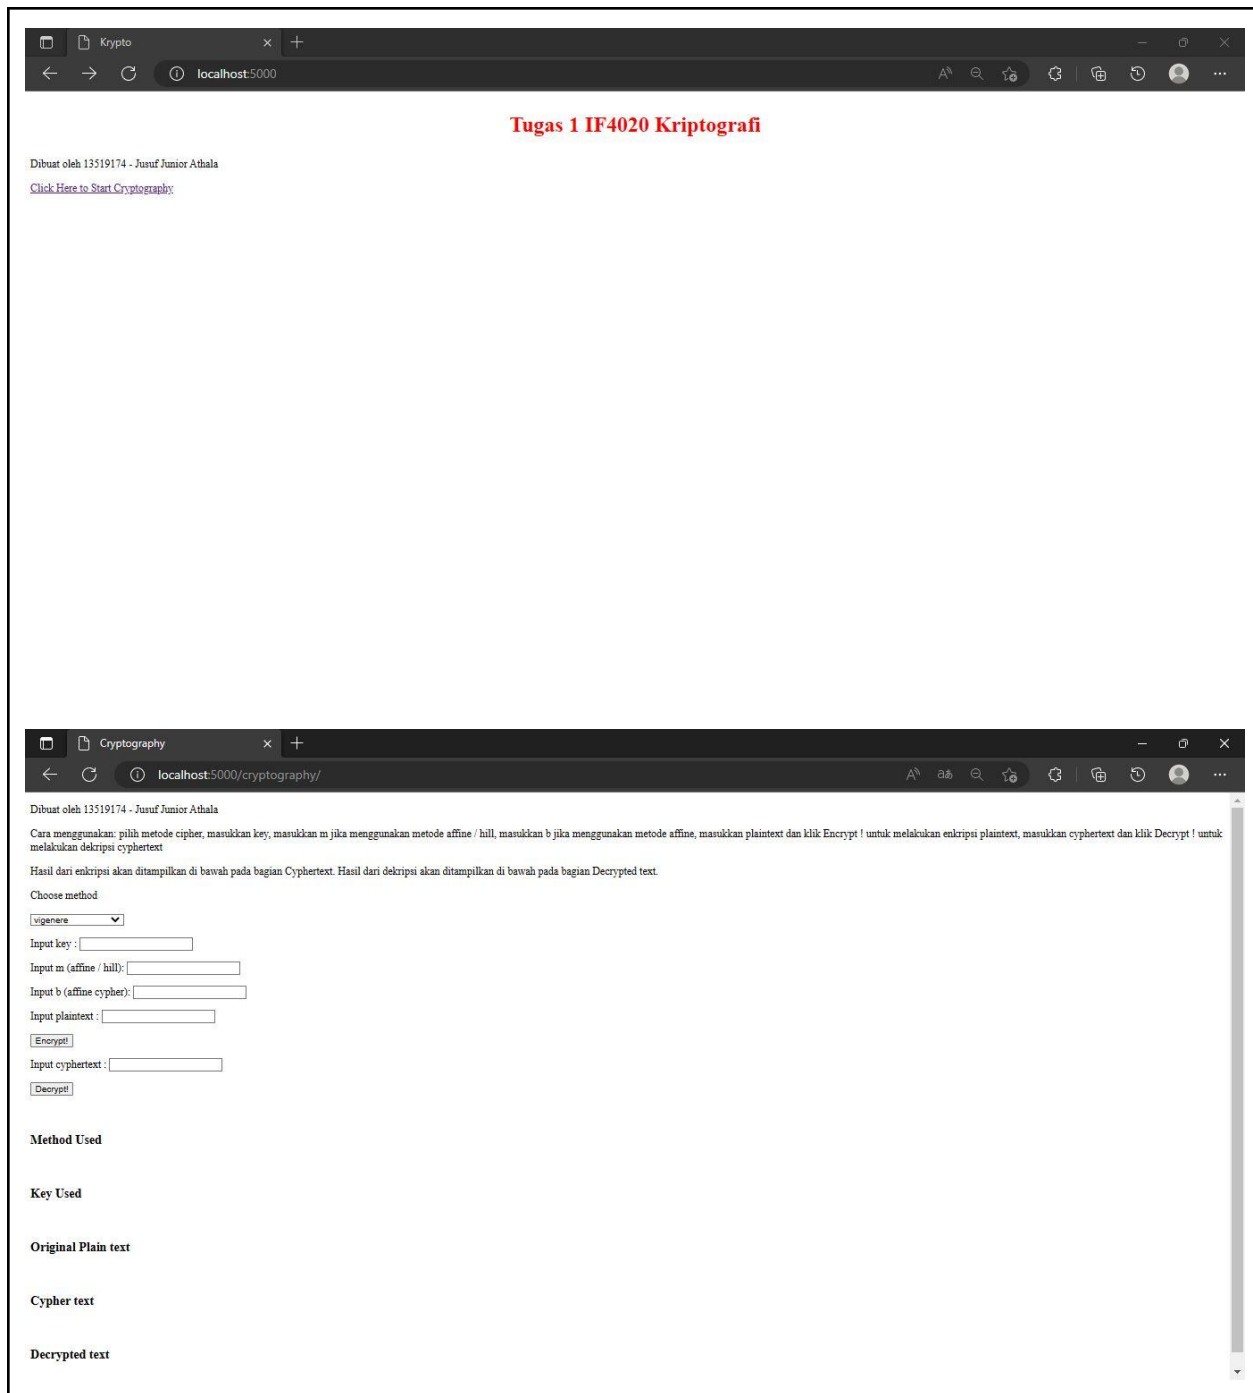 Krypto
localhost:5000
Tugas 1 IF4020 Kriptografi
Dibuat oleh 13519174 - Jusuf Junior Athala
Click Here to Start Cryptography
Cryptography
localhost:5000/cryptography/
Dibuat oleh 13519174 - Jusuf Junior Athala
Cara menggunakan: pilih metode cipher, masukkan key, masukkan m jika menggunakan metode affine / hill, masukkan b jika menggunakan metode affine, masukkan plaintext dan klik Encrypt ! untuk melakukan enkripsi plaintext, masukkan cyphertext dan klik Decrypt ! untuk
melakukan dekripsi cyphertext
Hasil dari enkripsi akan ditampilkan di bawah pada bagian Cyphertext. Hasil dari dekripsi akan ditampilkan di bawah pada bagian Decrypted text.
Choose method
vigenere
Input key :
Input m (affine / hill):
Input b (affine cypher):
Input plaintext :
Encrypt!
Input cyphertext :
Decrypt!
Method Used
Key Used
Original Plain text
Cypher text
Decrypted text